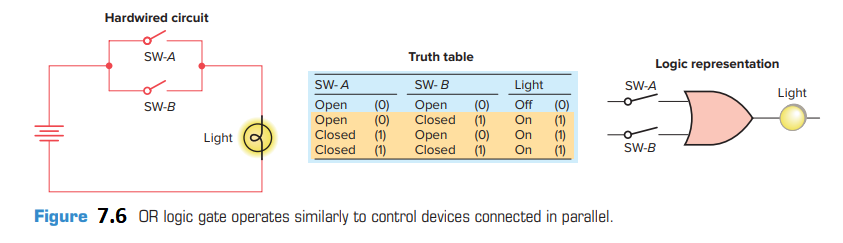 Hardwired circuit
SW-A
SW-B
Light
Truth table
SW-A SW-B Light
Open (0) Open (0) Off (0)
Open (0) Closed (1) On (1)
Closed (1) Open (0) On (1)
Closed (1) Closed (1) On (1)
Logic representation
SW-A
Light
SW-B
Figure 7.6 OR logic gate operates similarly to control devices connected in parallel.